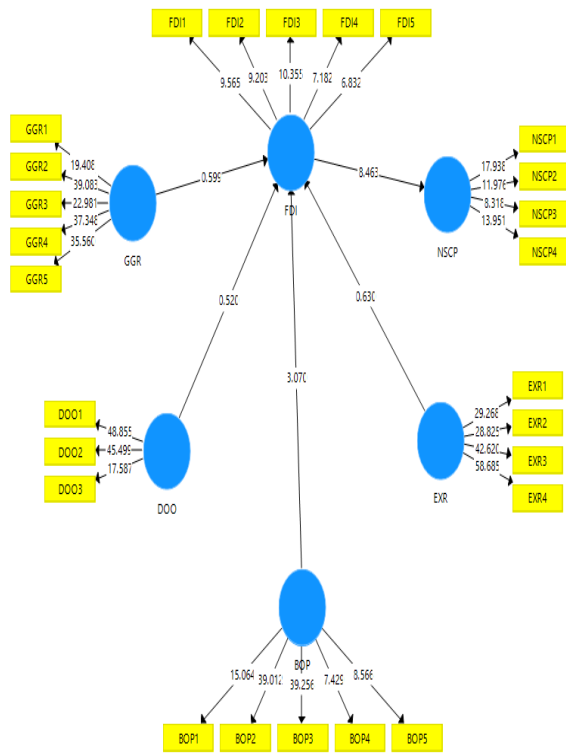 FDI1
FDI2
FDI3
FDI4
FDI5
9.565
9.203
10.355
7.182
6.832
FDI
GGR1
GGR2
GGR3
GGR4
GGR5
19.408
39.083
22.981
37.348
35.560
GGR
0.599
8.463
NSCP1
NSCP2
NSCP3
NSCP4
17.938
11.976
8.318
13.951
NSCP
0.520
3.070
0.630
DOO1
DOO2
DOO3
48.855
45.499
17.587
DOO
EXR1
EXR2
EXR3
EXR4
29.268
28.825
42.620
58.685
EXR
BOP
15.064
39.012
39.256
7.429
8.566
BOP1
BOP2
BOP3
BOP4
BOP5